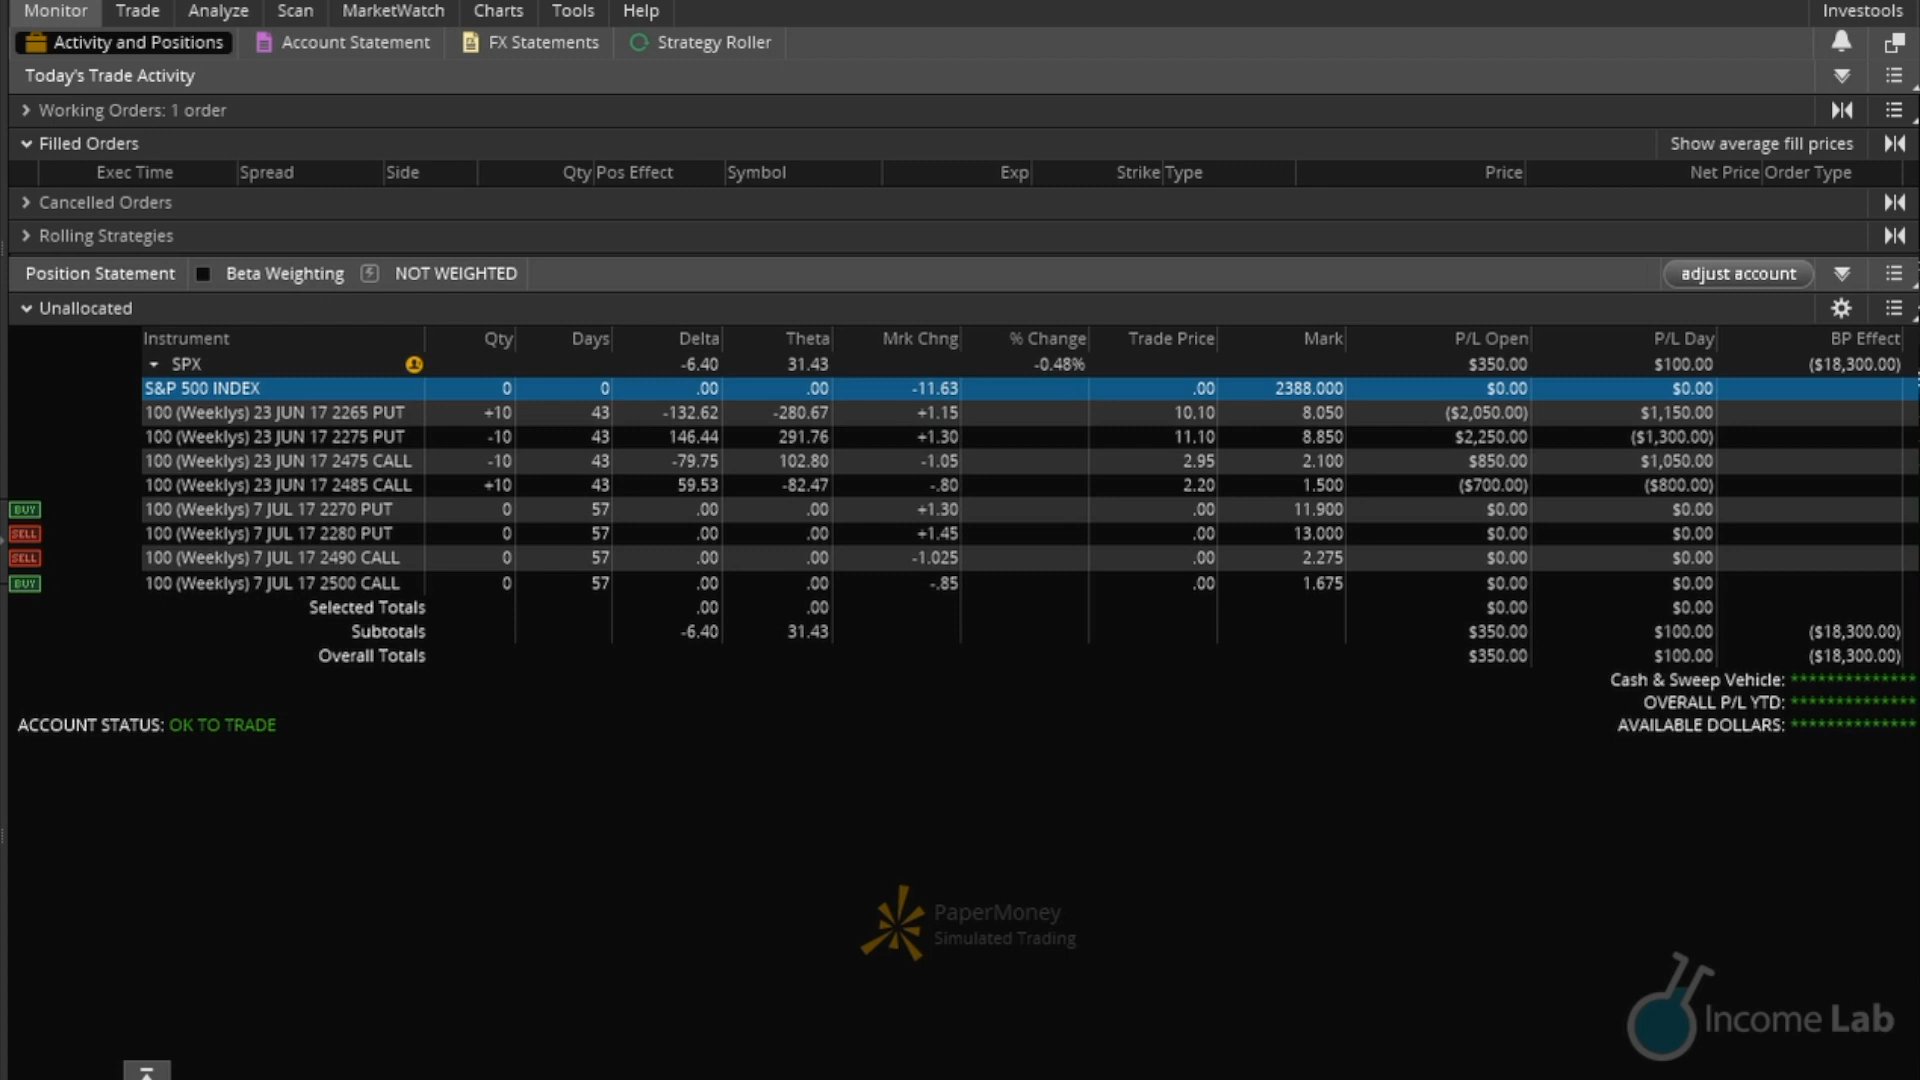 Monitor Trade Analyze Scan MarketWatch Charts Tools Help Investools
Activity and Positions Account Statement FX Statements Strategy Roller
Today's Trade Activity
Working Orders: 1 order
Filled Orders Show average fill prices
Exec Time Spread Side Qty Pos Effect Symbol Exp Strike Type Price Net Price Order Type
Cancelled Orders
Rolling Strategies
Position Statement Beta Weighting NOT WEIGHTED adjust account
Unallocated
Instrument Qty Days Delta Theta Mrk Chng % Change Trade Price Mark P/L Open P/L Day BP Effect
SPX -6.40 31.43 -0.48% $350.00 $100.00 ($18,300.00)
S&P 500 INDEX 0 0 .00 .00 -11.63 .00 2388.000 $0.00 $0.00
100 (Weeklys) 23 JUN 17 2265 PUT +10 43 -132.62 -280.67 +1.15 10.10 8.050 ($2,050.00) $1,150.00
100 (Weeklys) 23 JUN 17 2275 PUT -10 43 146.44 291.76 +1.30 11.10 8.850 $2,250.00 ($1,300.00)
100 (Weeklys) 23 JUN 17 2475 CALL -10 43 -79.75 102.80 -1.05 2.95 2.100 $850.00 $1,050.00
100 (Weeklys) 23 JUN 17 2485 CALL +10 43 59.53 -82.47 -.80 2.20 1.500 ($700.00) ($800.00)
BUY 100 (Weeklys) 7 JUL 17 2270 PUT 0 57 .00 .00 +1.30 .00 11.900 $0.00 $0.00
SELL 100 (Weeklys) 7 JUL 17 2280 PUT 0 57 .00 .00 +1.45 .00 13.000 $0.00 $0.00
SELL 100 (Weeklys) 7 JUL 17 2490 CALL 0 57 .00 .00 -1.025 .00 2.275 $0.00 $0.00
BUY 100 (Weeklys) 7 JUL 17 2500 CALL 0 57 .00 .00 -.85 .00 1.675 $0.00 $0.00
Selected Totals .00 .00 $0.00 $0.00
Subtotals -6.40 31.43 $350.00 $100.00 ($18,300.00)
Overall Totals $350.00 $100.00 ($18,300.00)
Cash & Sweep Vehicle: **************
OVERALL P/L YTD: **************
ACCOUNT STATUS: OK TO TRADE AVAILABLE DOLLARS: **************
PaperMoney
Simulated Trading
Income Lab